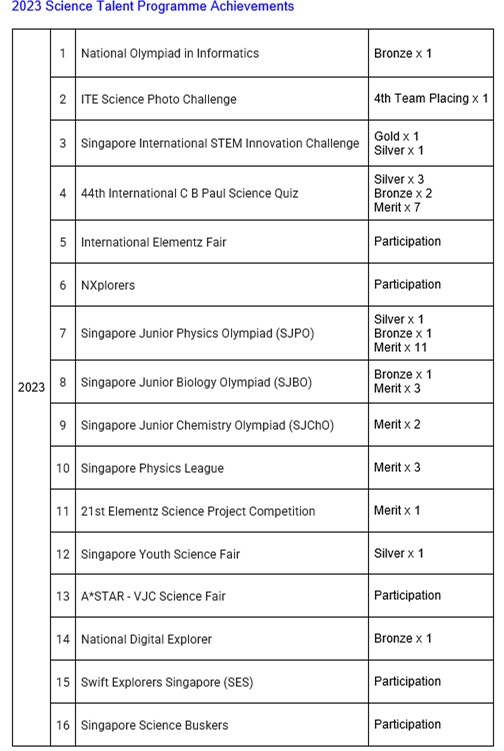 2023 Science Talent Programme Achievements
2023
1 National Olympiad in Informatics Bronze x 1
2 ITE Science Photo Challenge 4th Team Placing x 1
3 Singapore International STEM Innovation Challenge Gold x 1
Silver x 1
4 44th International C B Paul Science Quiz Silver x 3
Bronze x 2
Merit x 7
5 International Elementz Fair Participation
6 NXplorers Participation
7 Singapore Junior Physics Olympiad (SJPO) Silver x 1
Bronze x 1
Merit x 11
8 Singapore Junior Biology Olympiad (SJBO) Bronze x 1
Merit x 3
9 Singapore Junior Chemistry Olympiad (SJChO) Merit x 2
10 Singapore Physics League Merit x 3
11 21st Elementz Science Project Competition Merit x 1
12 Singapore Youth Science Fair Silver x 1
13 A*STAR - VJC Science Fair Participation
14 National Digital Explorer Bronze x 1
15 Swift Explorers Singapore (SES) Participation
16 Singapore Science Buskers Participation